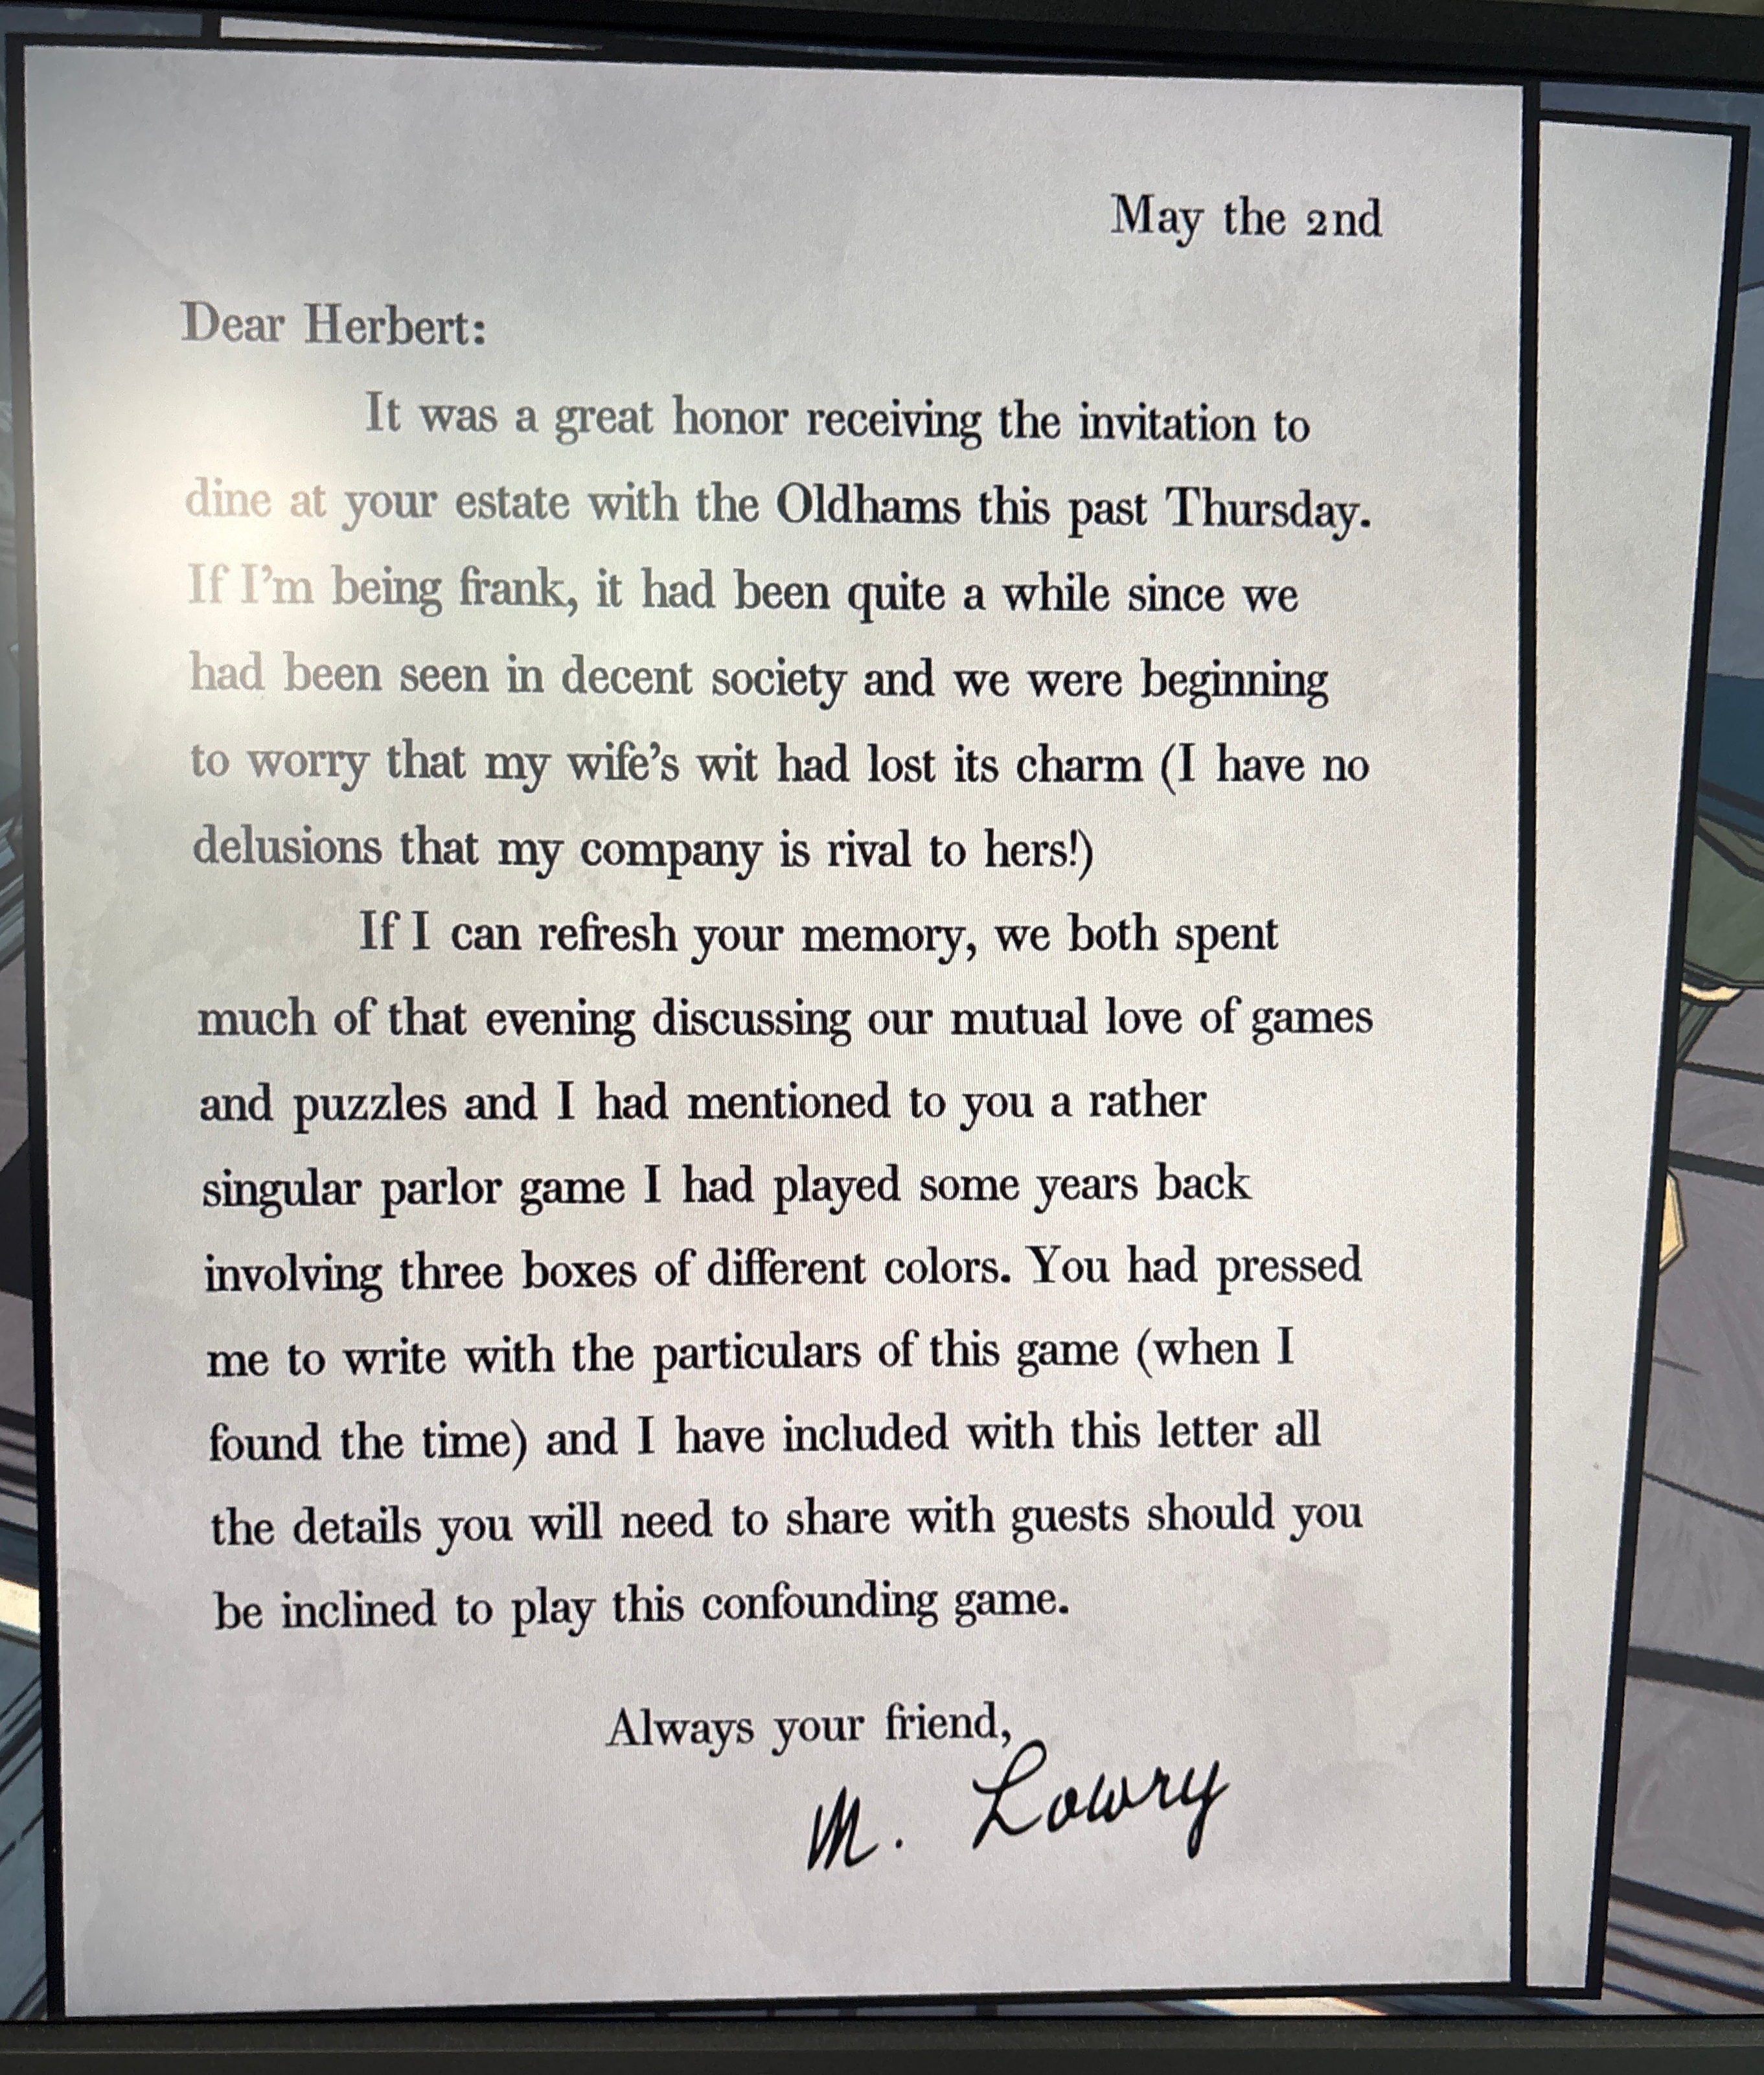 May the 2nd
Dear Herbert:
It was a great honor receiving the invitation to
dine at your estate with the Oldhams this past Thursday.
If I'm being frank, it had been quite a while since we
had been seen in decent society and we were beginning
to worry that my wife's wit had lost its charm (I have no
delusions that my company is rival to hers!)
If I can refresh your memory, we both spent
much of that evening discussing our mutual love of games
and puzzles and I had mentioned to you a rather
singular parlor game I had played some years back
involving three boxes of different colors. You had pressed
me to write with the particulars of this game (when I
found the time) and I have included with this letter all
the details you will need to share with guests should you
be inclined to play this confounding game.
Always your friend,
M. Lowry